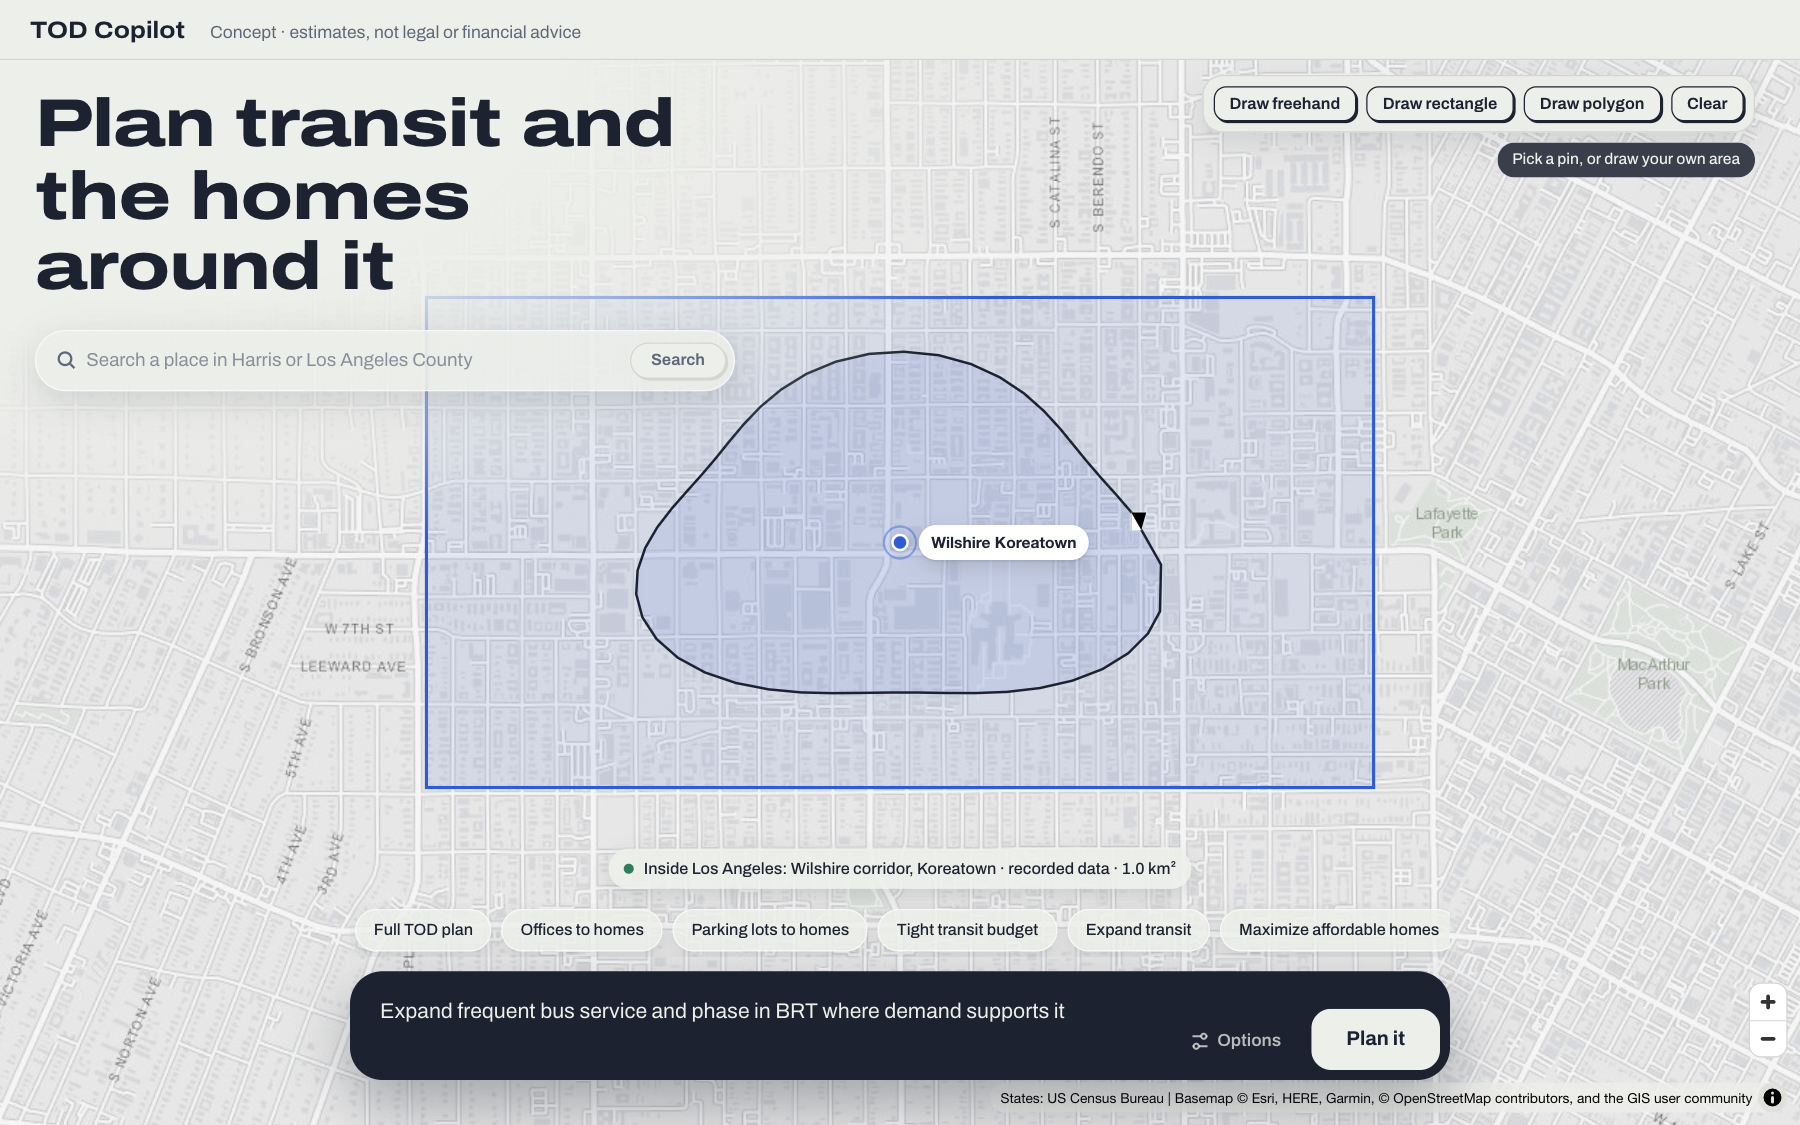 TOD Copilot
Concept · estimates, not legal or financial advice
Plan transit and
the homes
around it
Draw freehand
Draw rectangle
Draw polygon
Clear
Pick a pin, or draw your own area
S CATALINA ST
S BERENDO ST
Search a place in Harris or Los Angeles County
Search
Wilshire Koreatown
Lafayette
Park
S LAKE ST
S BRONSON AVE
W 7TH ST
LEEWARD AVE
MacArthur
Park
5TH AVE
4TH AVE
3RD AVE
VICTORIA AVE
S NORTON AVE
Inside Los Angeles: Wilshire corridor, Koreatown · recorded data · 1.0 km²
Full TOD plan
Offices to homes
Parking lots to homes
Tight transit budget
Expand transit
Maximize affordable homes
PL
Expand frequent bus service and phase in BRT where demand supports it
Options
Plan it
States: US Census Bureau | Basemap © Esri, HERE, Garmin, © OpenStreetMap contributors, and the GIS user community